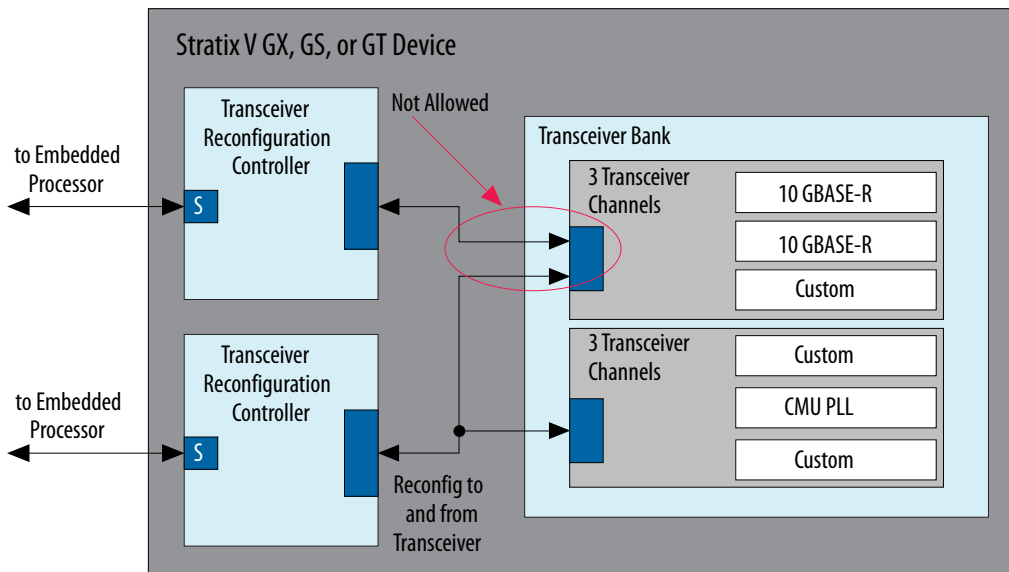 Stratix V GX, GS, or GT Device
Transceiver
Reconfiguration
Controller
to Embedded
Processor
S
Not Allowed
Transceiver Bank
3 Transceiver
Channels
10 GBASE-R
10 GBASE-R
Custom
Transceiver
Reconfiguration
Controller
to Embedded
Processor
S
Reconfig to
and from
Transceiver
3 Transceiver
Channels
Custom
CMU PLL
Custom